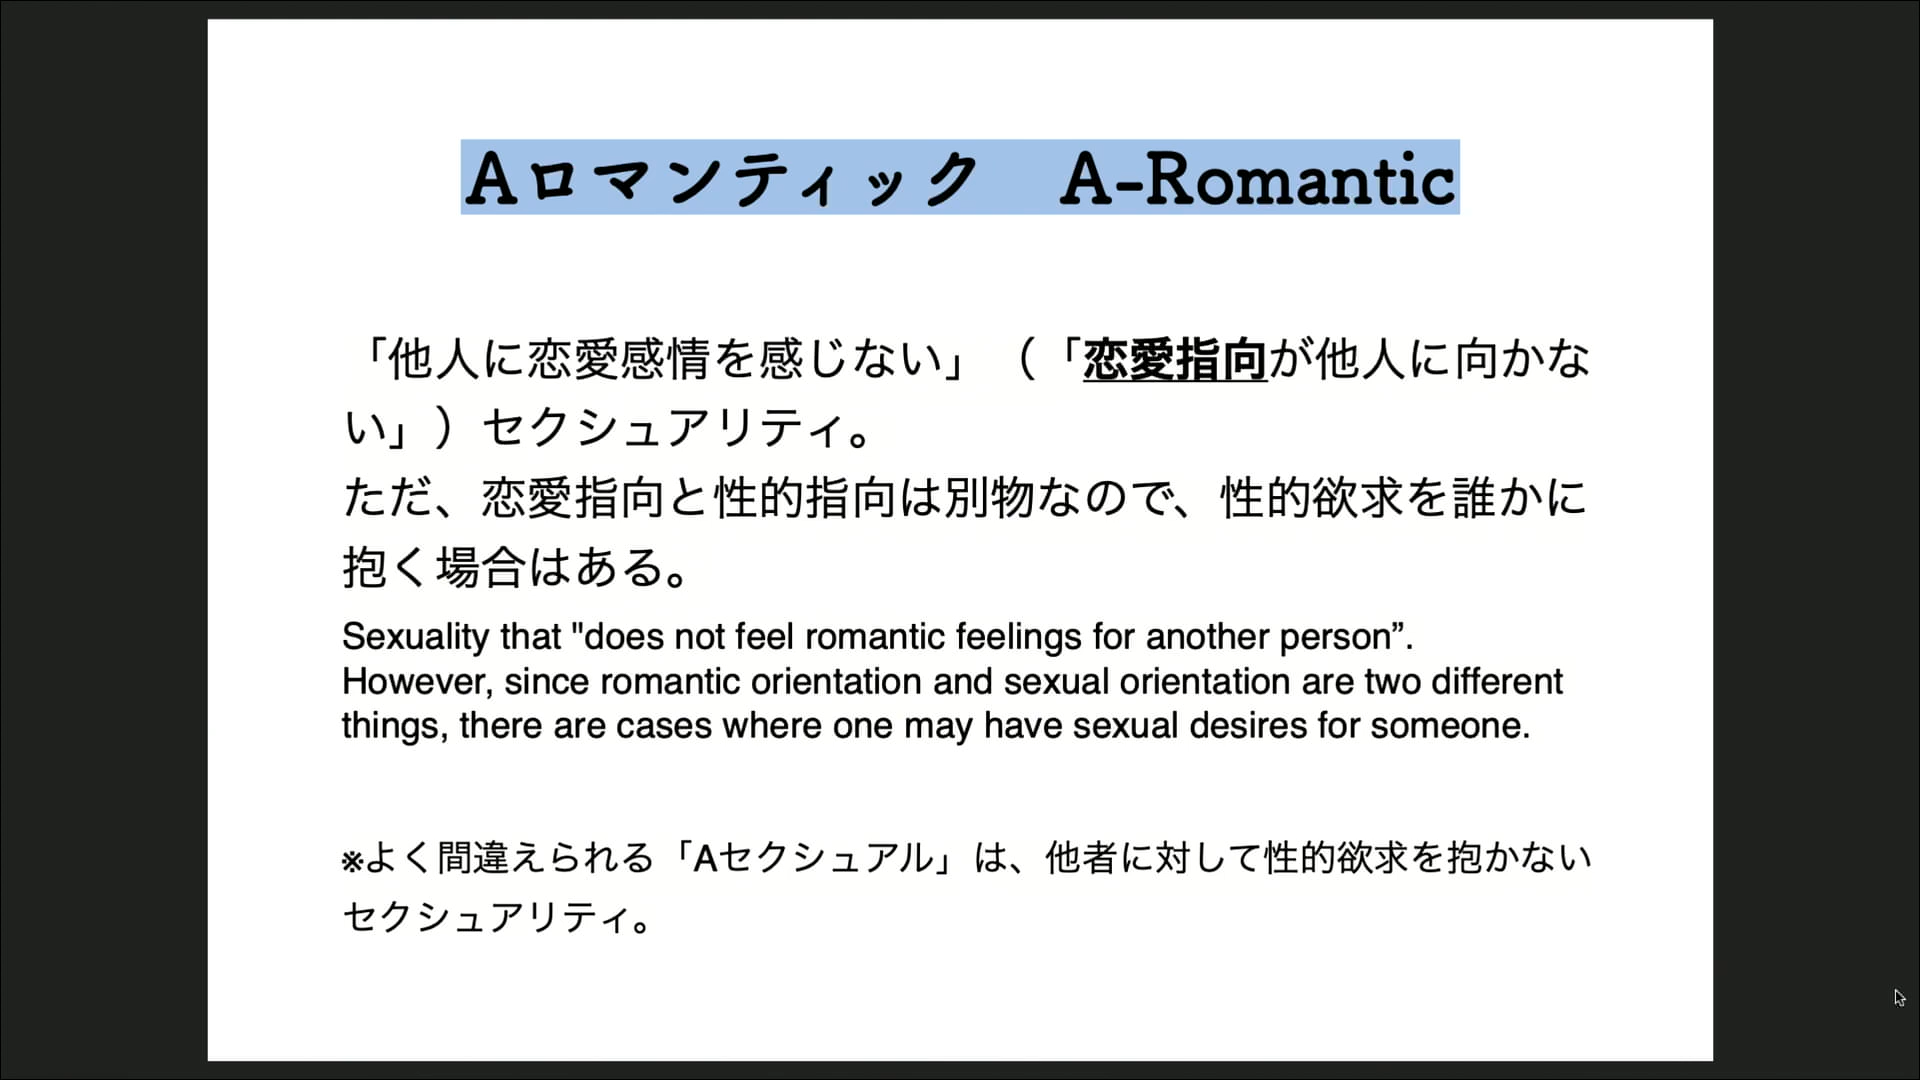 Aロマンティック　A-Romantic
「他人に恋愛感情を感じない」（「恋愛指向が他人に向かな
い」）セクシュアリティ。
ただ、恋愛指向と性的指向は別物なので、性的欲求を誰かに
抱く場合はある。
Sexuality that "does not feel romantic feelings for another person”.
However, since romantic orientation and sexual orientation are two different
things, there are cases where one may have sexual desires for someone.
※よく間違えられる「Aセクシュアル」は、他者に対して性的欲求を抱かない
セクシュアリティ。